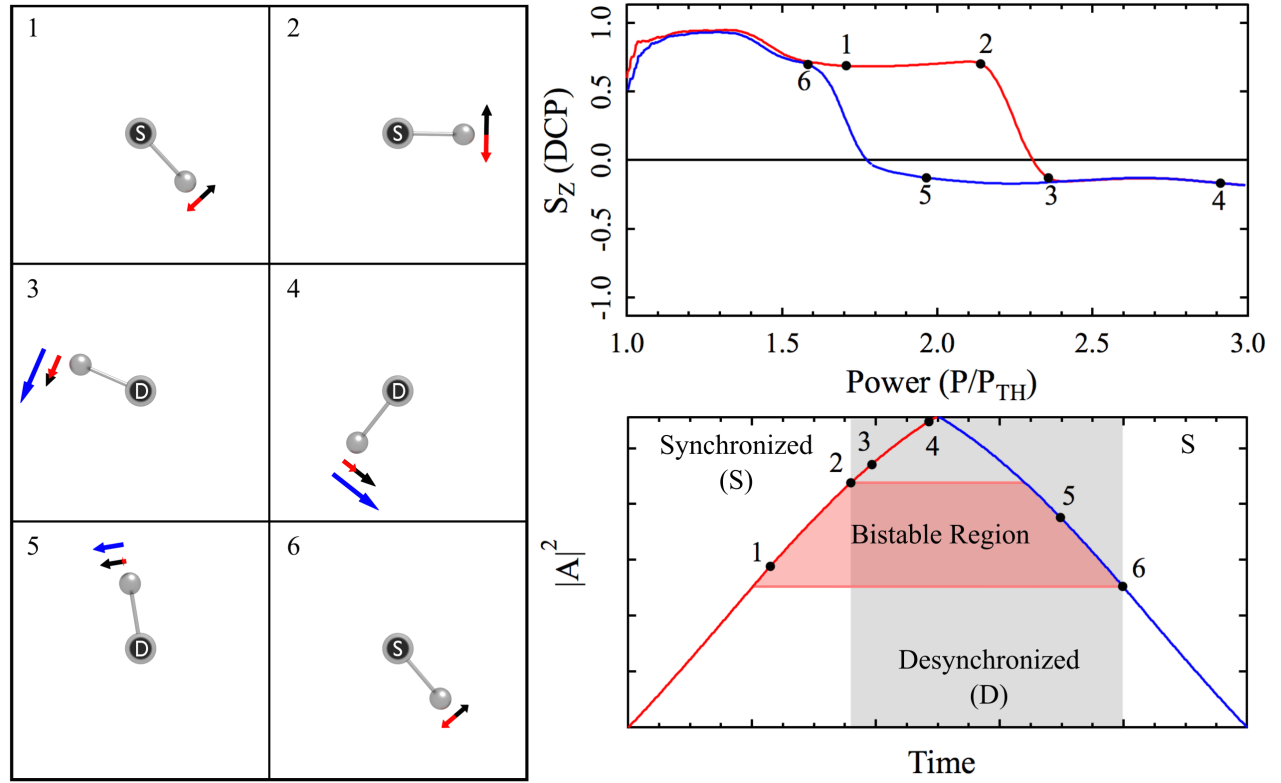 1
S
2
S
3
D
4
D
5
D
6
S
S_Z (DCP)
1.0
0.5
0.0
-0.5
-1.0
1
2
6
5
3
4
1.0 1.5 2.0 2.5 3.0
Power (P/P_TH)
|A|^2
Synchronized
(S)
S
3
2
4
1
5
6
Bistable Region
Desynchronized
(D)
Time